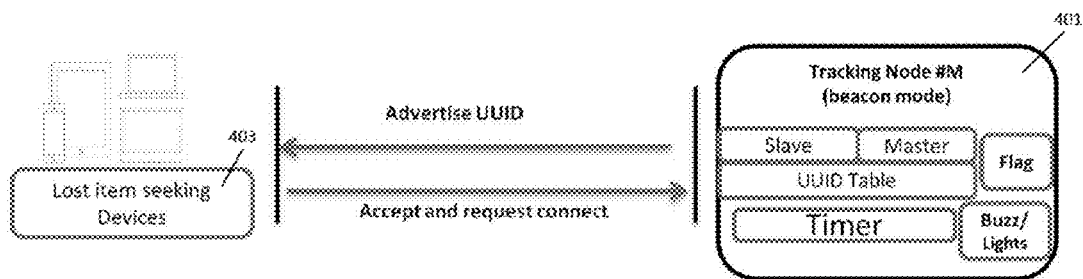 401
Tracking Node #M
(beacon mode)
Advertise UUID
403
Slave
Master
Flag
UUID Table
Lost item seeking
Devices
Accept and request connect
Timer
Buzz/
Lights